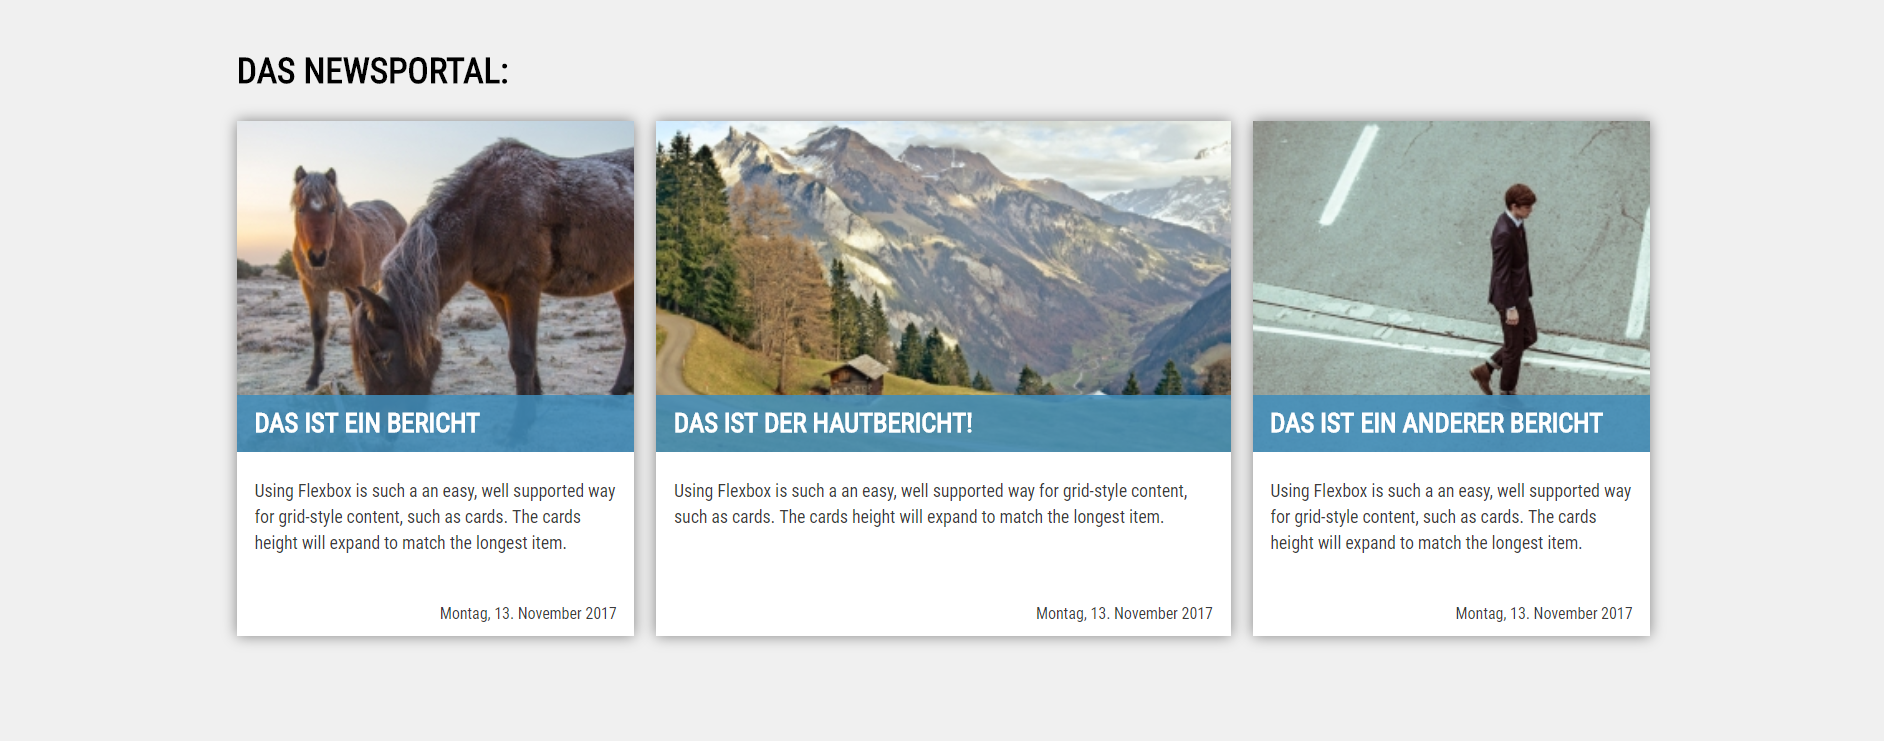 DAS NEWSPORTAL:
DAS IST EIN BERICHT
Using Flexbox is such a an easy, well supported way
for grid-style content, such as cards. The cards
height will expand to match the longest item.
Montag, 13. November 2017
DAS IST DER HAUTBERICHT!
Using Flexbox is such a an easy, well supported way for grid-style content,
such as cards. The cards height will expand to match the longest item.
Montag, 13. November 2017
DAS IST EIN ANDERER BERICHT
Using Flexbox is such a an easy, well supported way
for grid-style content, such as cards. The cards
height will expand to match the longest item.
Montag, 13. November 2017